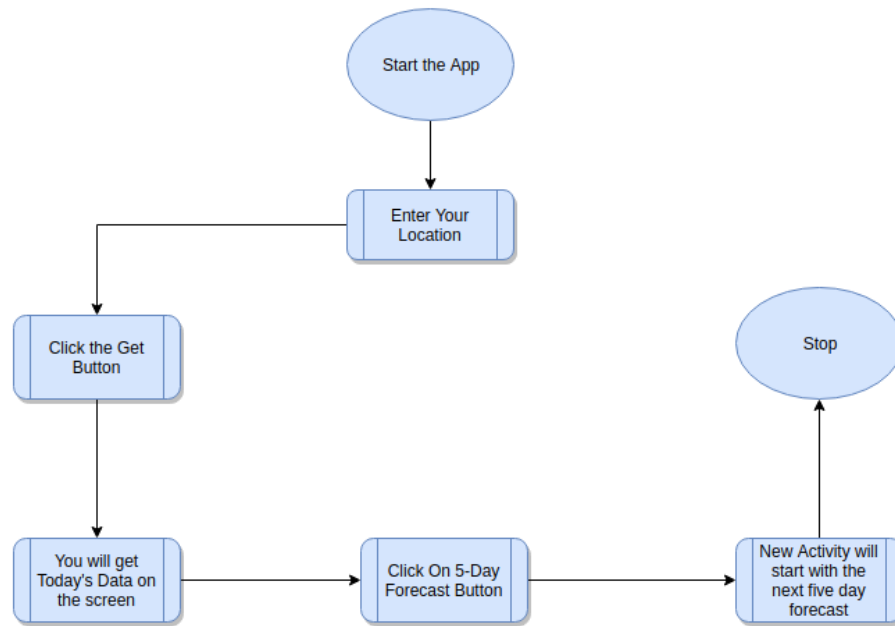 Start the App
Enter Your
Location
Click the Get
Button
You will get
Today's Data on
the screen
Click On 5-Day
Forecast Button
New Activity will
start with the
next five day
forecast
Stop